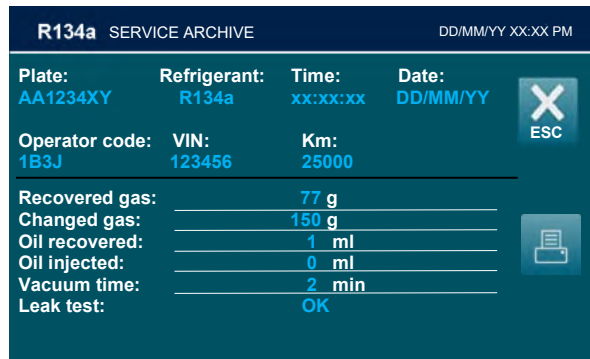 R134a SERVICE ARCHIVE DD/MM/YY XX:XX PM
Plate: Refrigerant: Time: Date:
AA1234XY R134a xx:xx:xx DD/MM/YY
ESC
Operator code: VIN: Km:
1B3J 123456 25000
Recovered gas: 77 g
Changed gas: 150 g
Oil recovered: 1 ml
Oil injected: 0 ml
Vacuum time: 2 min
Leak test: OK